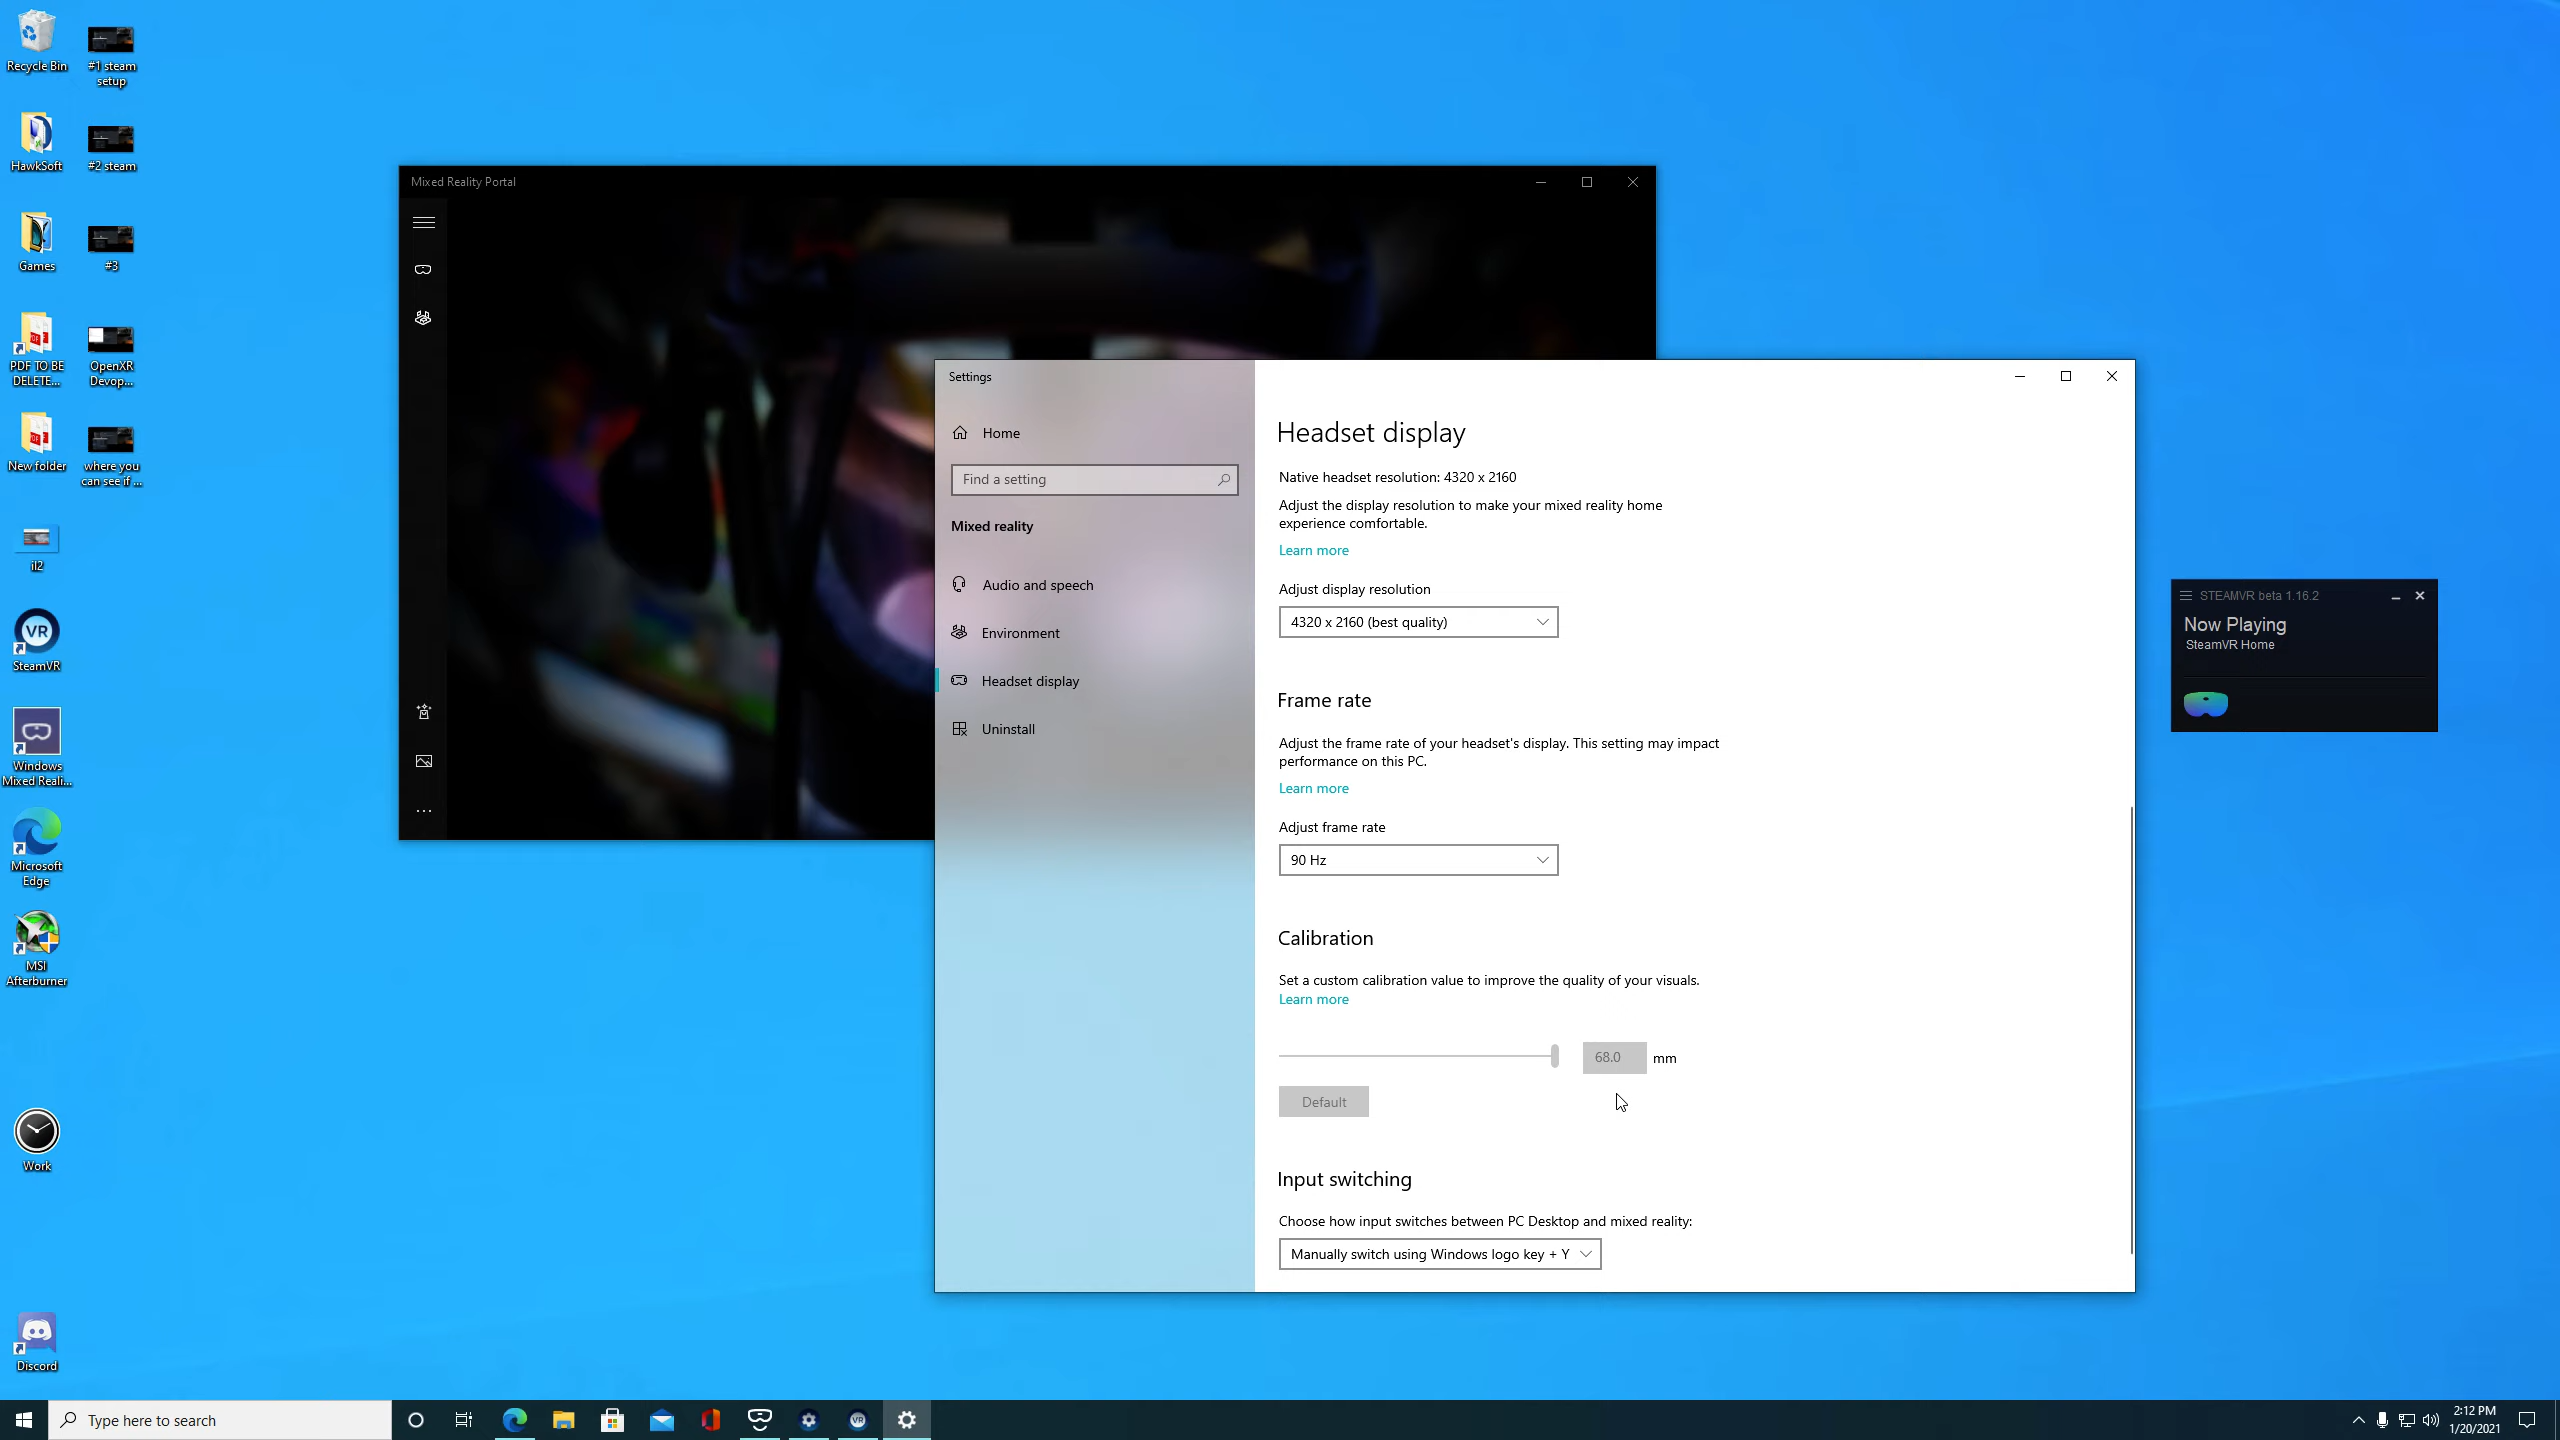 Recycle Bin
#1 steam
setup
HawkSoft
#2 steam
Games
#3
PDF TO BE
DELETE...
OpenXR
Devop...
New folder
where you
can see if ...
il2
SteamVR
Windows
Mixed Reali...
Microsoft
Edge
MSI
Afterburner
Work
Discord
Mixed Reality Portal
Settings
Home
Find a setting
Mixed reality
Audio and speech
Environment
Headset display
Uninstall
Headset display
Native headset resolution: 4320 x 2160
Adjust the display resolution to make your mixed reality home
experience comfortable.
Learn more
Adjust display resolution
4320 x 2160 (best quality)
Frame rate
Adjust the frame rate of your headset's display. This setting may impact
performance on this PC.
Learn more
Adjust frame rate
90 Hz
Calibration
Set a custom calibration value to improve the quality of your visuals.
Learn more
68.0 mm
Default
Input switching
Choose how input switches between PC Desktop and mixed reality:
Manually switch using Windows logo key + Y
STEAMVR beta 1.16.2
Now Playing
SteamVR Home
Type here to search
VR
2:12 PM
1/20/2021